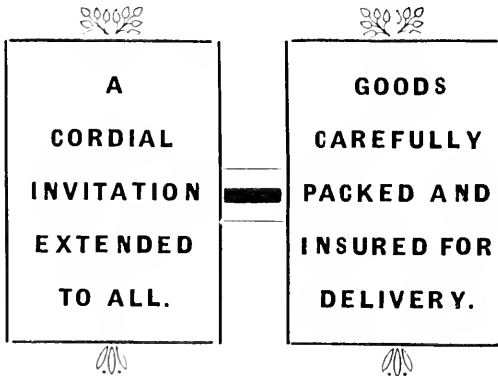 A
CORDIAL
INVITATION
EXTENDED
TO ALL.
GOODS
CAREFULLY
PACKED AND
INSURED FOR
DELIVERY.